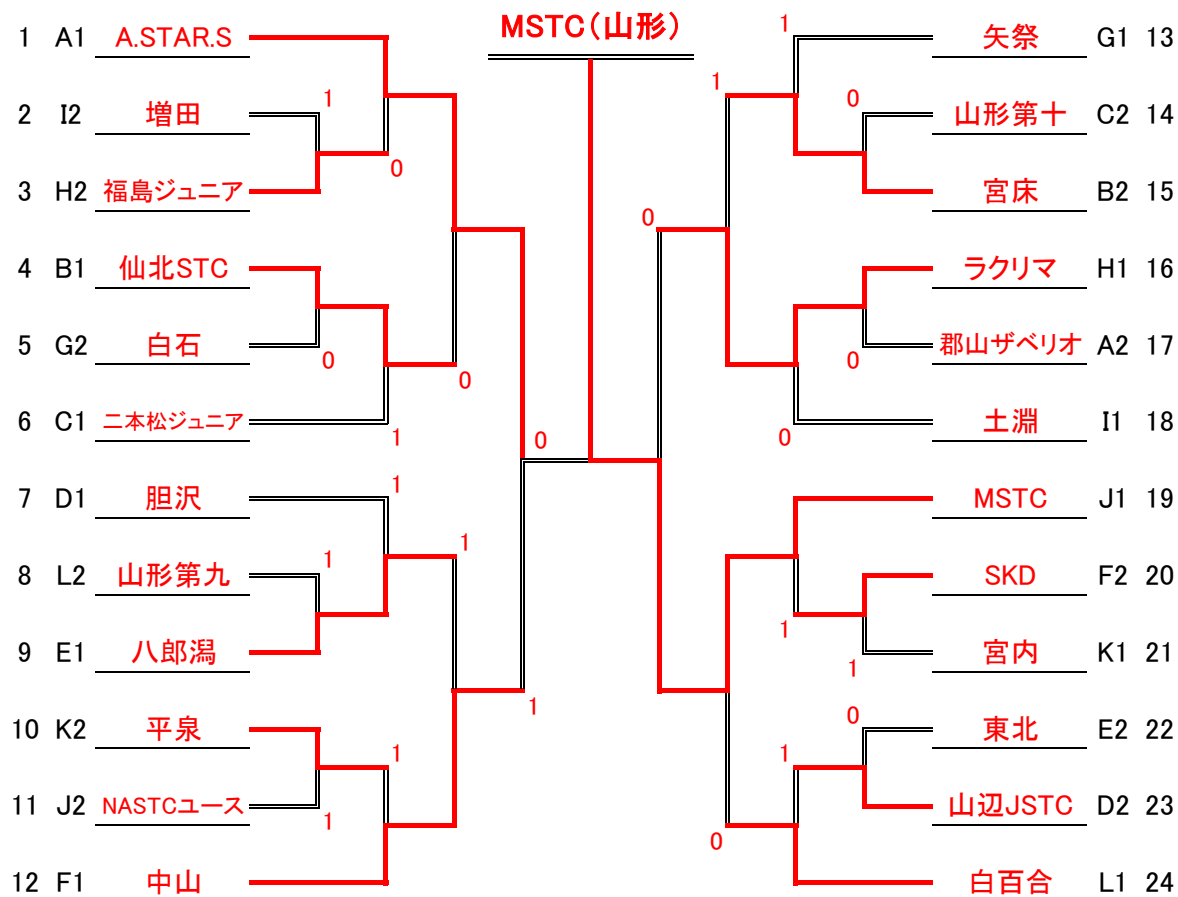 MSTC(山形)
1 A1 A.STAR.S
1
2 I2 増田
0
3 H2 福島ジュニア
4 B1 仙北STC
5 G2 白石
0
0
6 C1 二本松ジュニア
1
0
7 D1 胆沢
1
1
8 L2 山形第九
1
9 E1 八郎潟
1
10 K2 平泉
1
11 J2 NASTCユース
1
12 F1 中山
1
矢祭 G1 13
1
0
山形第十 C2 14
宮床 B2 15
0
ラクリマ H1 16
郡山ザベリオ A2 17
0
土淵 I1 18
0
MSTC J1 19
SKD F2 20
1
宮内 K1 21
1
0
東北 E2 22
1
山辺JSTC D2 23
0
白百合 L1 24